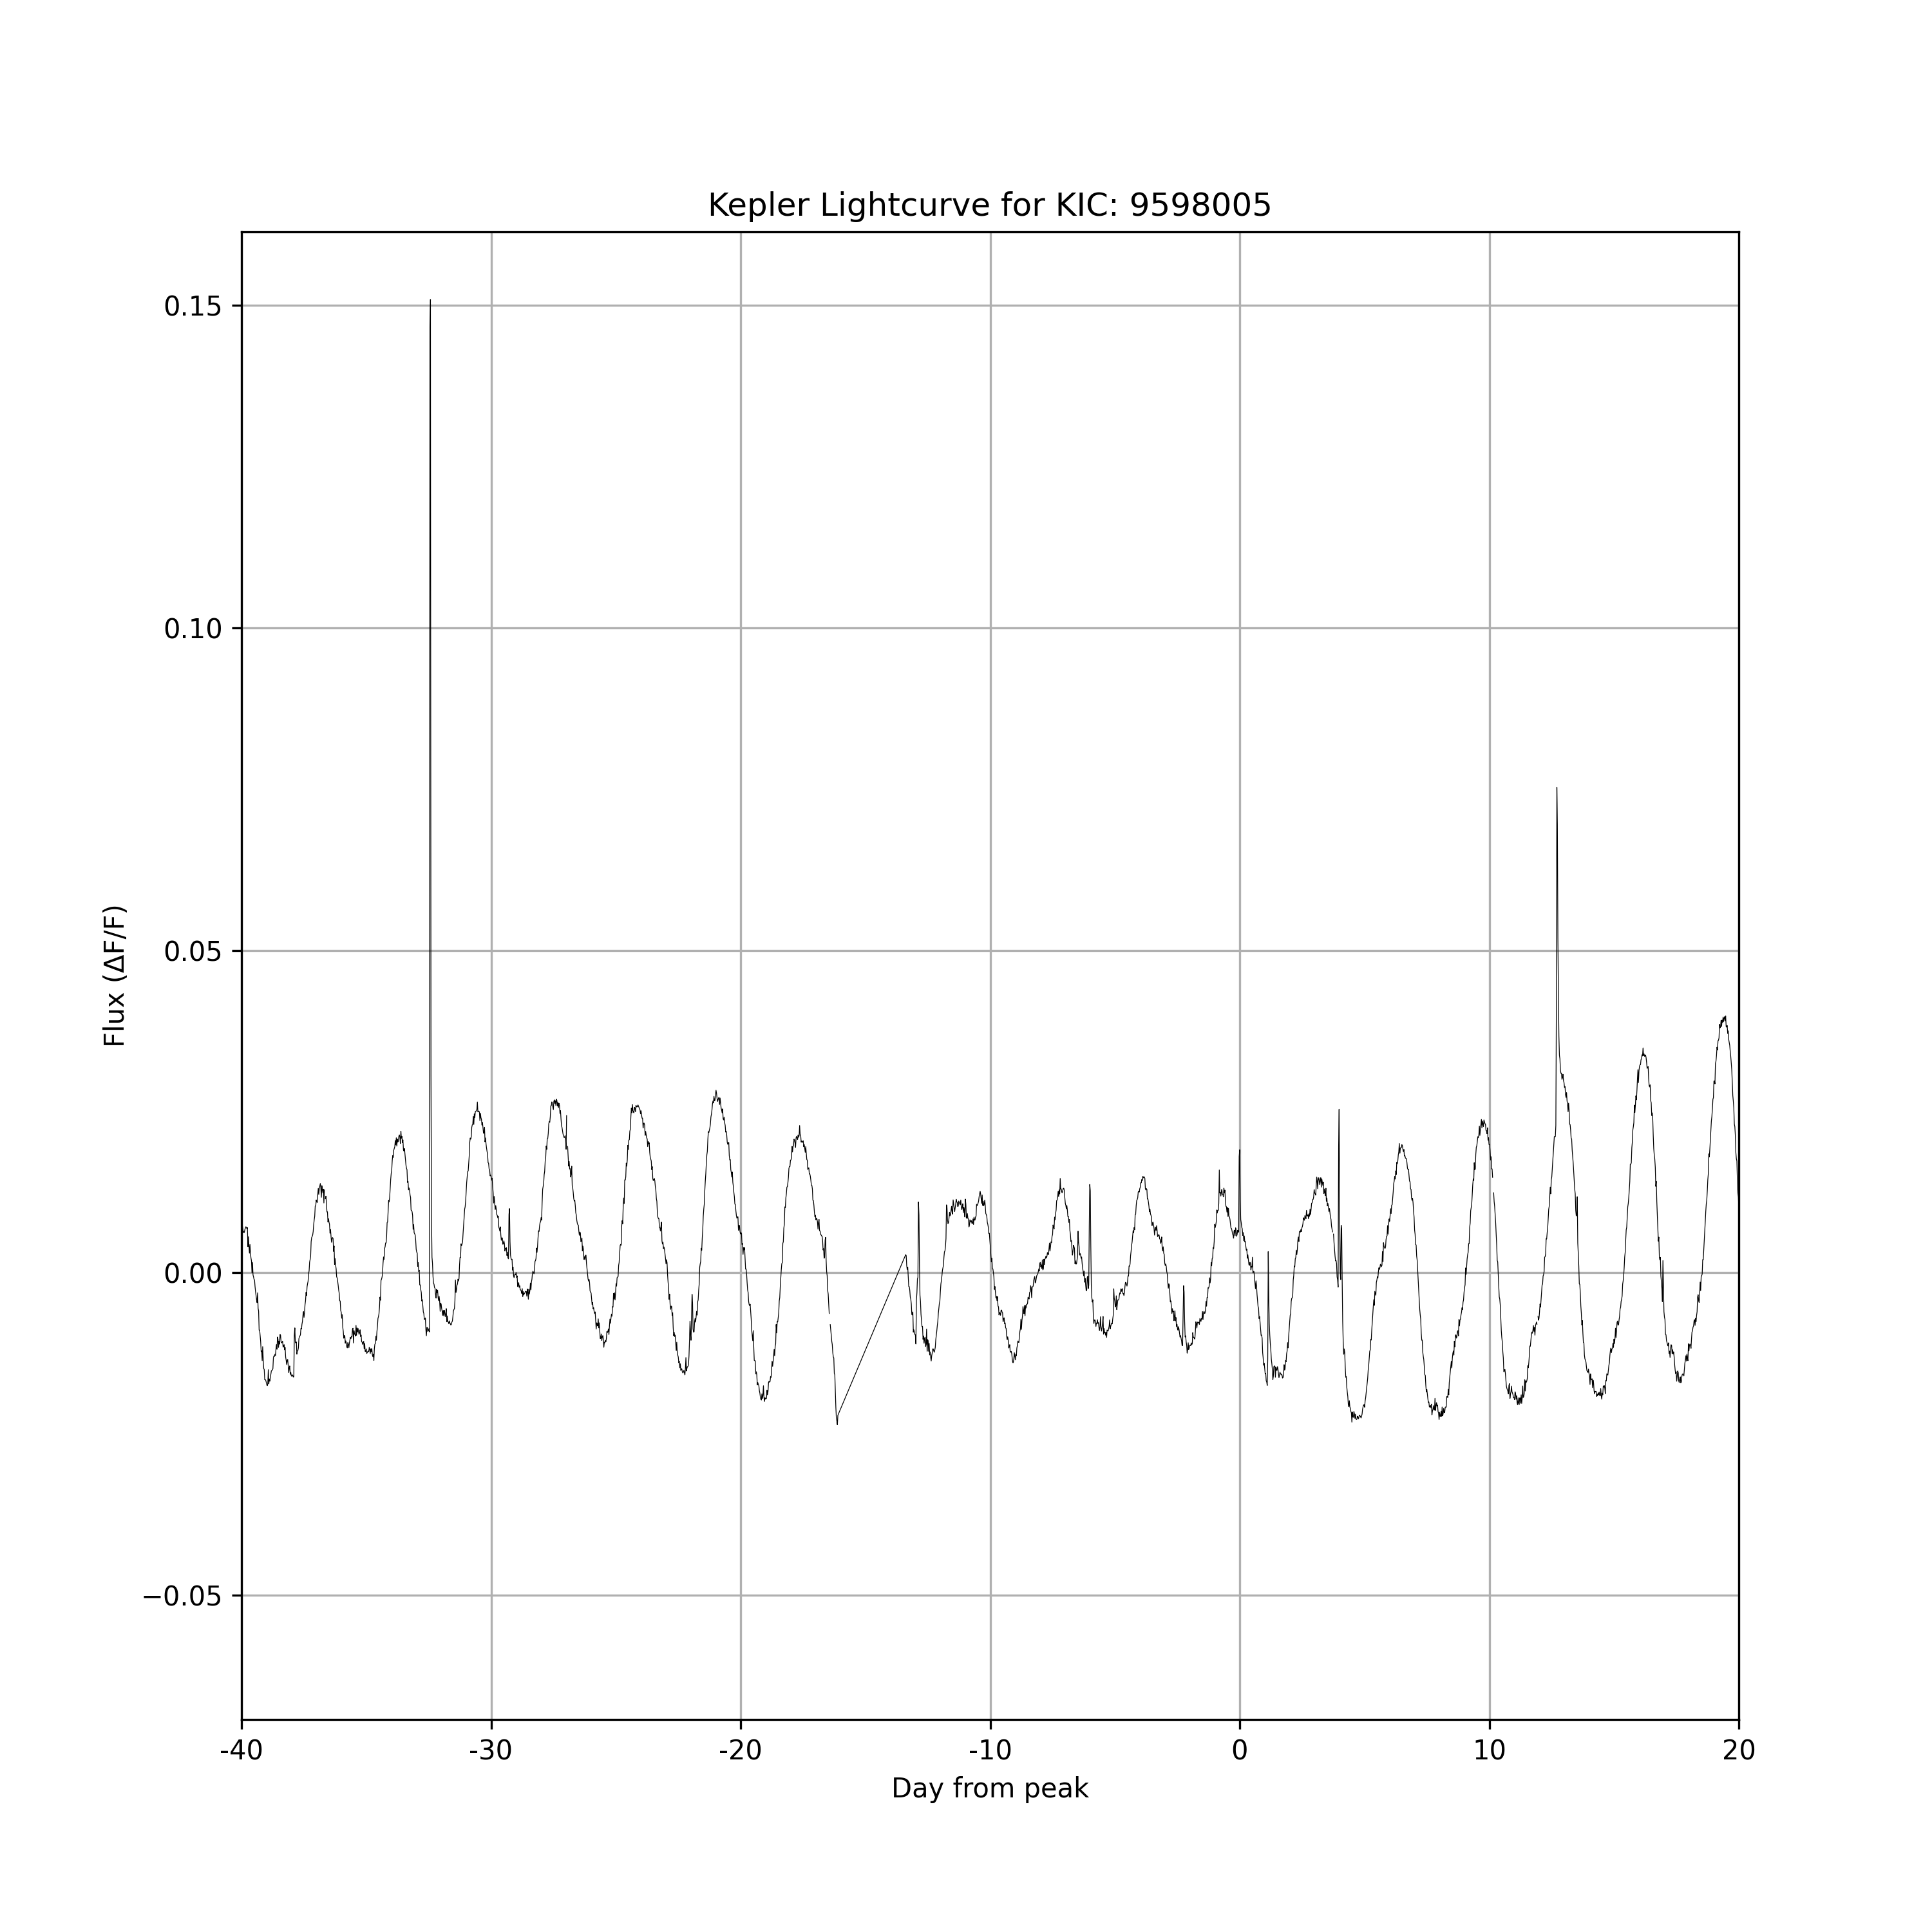 Kepler Lightcurve for KIC: 9598005
0.15
0.10
0.05
0.00
−0.05
Flux (ΔF/F)
-40 -30 -20 -10 0 10 20
Day from peak